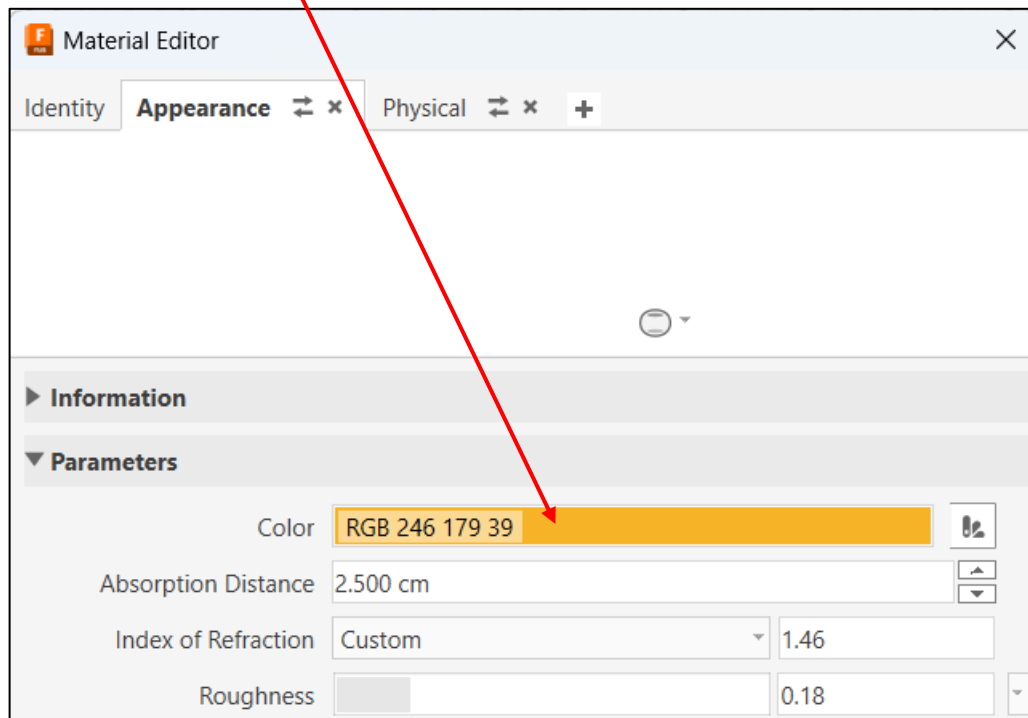 Material Editor
Identity Appearance Physical
Information
Parameters
Color RGB 246 179 39
Absorption Distance 2.500 cm
Index of Refraction Custom 1.46
Roughness 0.18